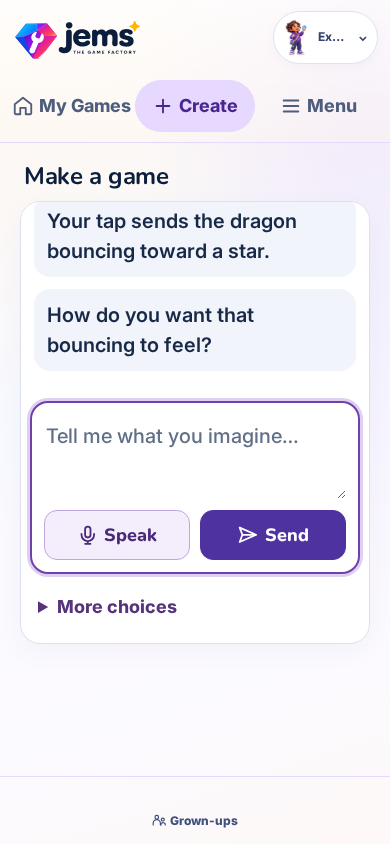 jems
THE GAME FACTORY
Ex...
My Games
Create
Menu
Make a game
Your tap sends the dragon
bouncing toward a star.
How do you want that
bouncing to feel?
Tell me what you imagine...
Speak
Send
More choices
Grown-ups